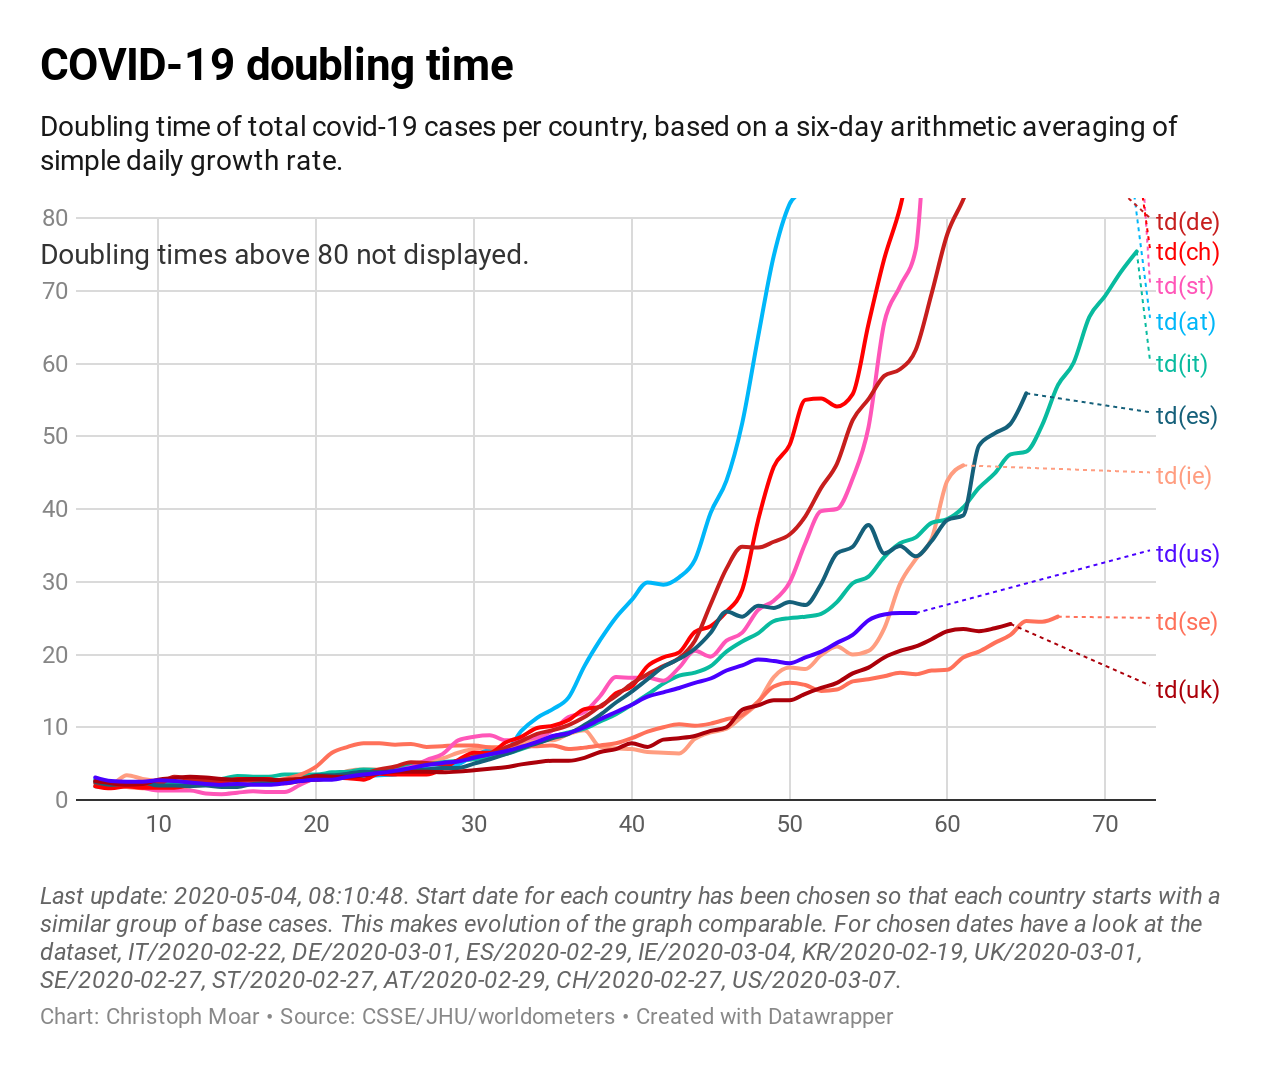 COVID-19 doubling time
Doubling time of total covid-19 cases per country, based on a six-day arithmetic averaging of
simple daily growth rate.
80
Doubling times above 80 not displayed.
70
60
50
40
30
20
10
0
td(de)
td(ch)
td(st)
td(at)
td(it)
td(es)
td(ie)
td(us)
td(se)
td(uk)
10 20 30 40 50 60 70
Last update: 2020-05-04, 08:10:48. Start date for each country has been chosen so that each country starts with a
similar group of base cases. This makes evolution of the graph comparable. For chosen dates have a look at the
dataset, IT/2020-02-22, DE/2020-03-01, ES/2020-02-29, IE/2020-03-04, KR/2020-02-19, UK/2020-03-01,
SE/2020-02-27, ST/2020-02-27, AT/2020-02-29, CH/2020-02-27, US/2020-03-07.
Chart: Christoph Moar • Source: CSSE/JHU/worldometers • Created with Datawrapper